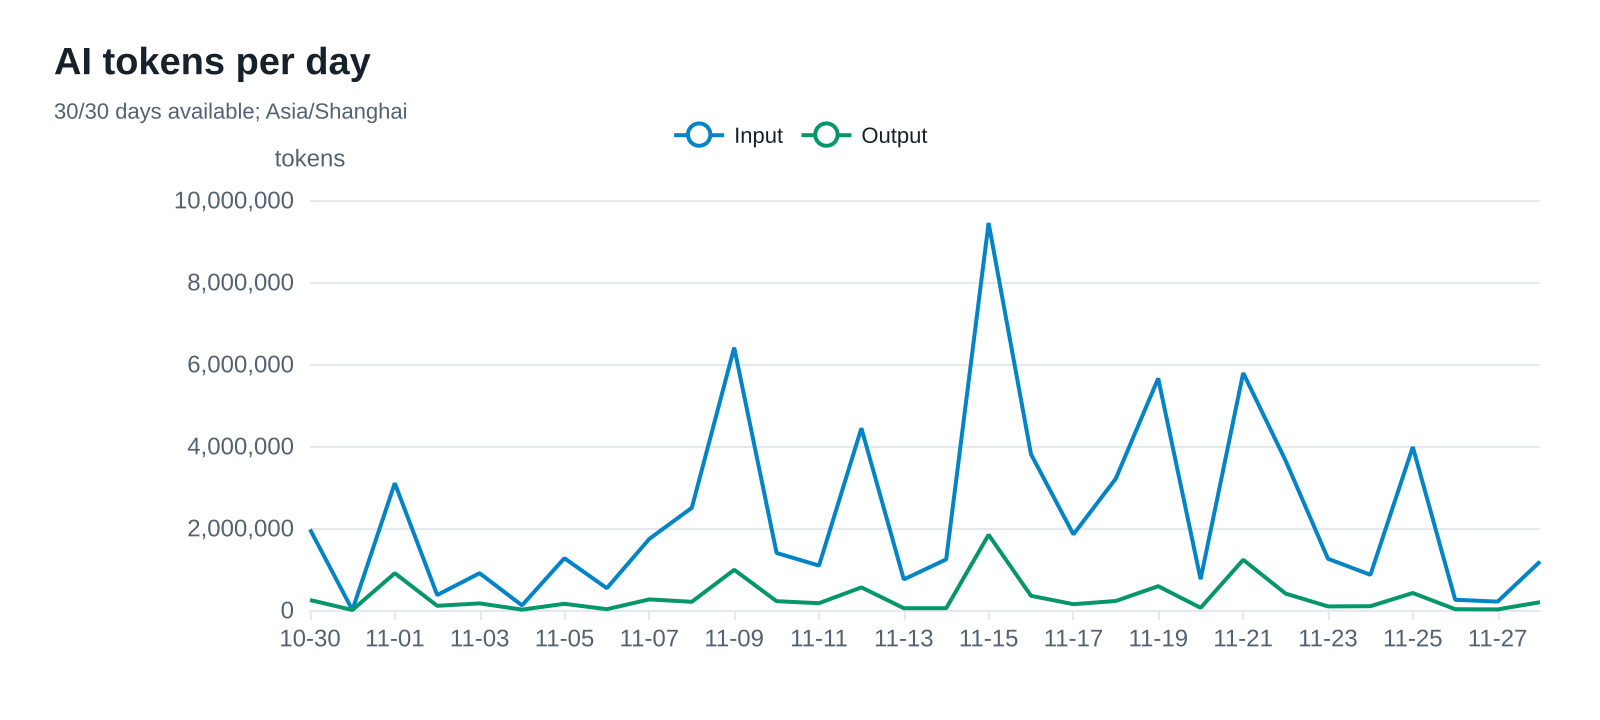 AI tokens per day
30/30 days available; Asia/Shanghai
Input Output
tokens
10,000,000
8,000,000
6,000,000
4,000,000
2,000,000
0
10-30 11-01 11-03 11-05 11-07 11-09 11-11 11-13 11-15 11-17 11-19 11-21 11-23 11-25 11-27